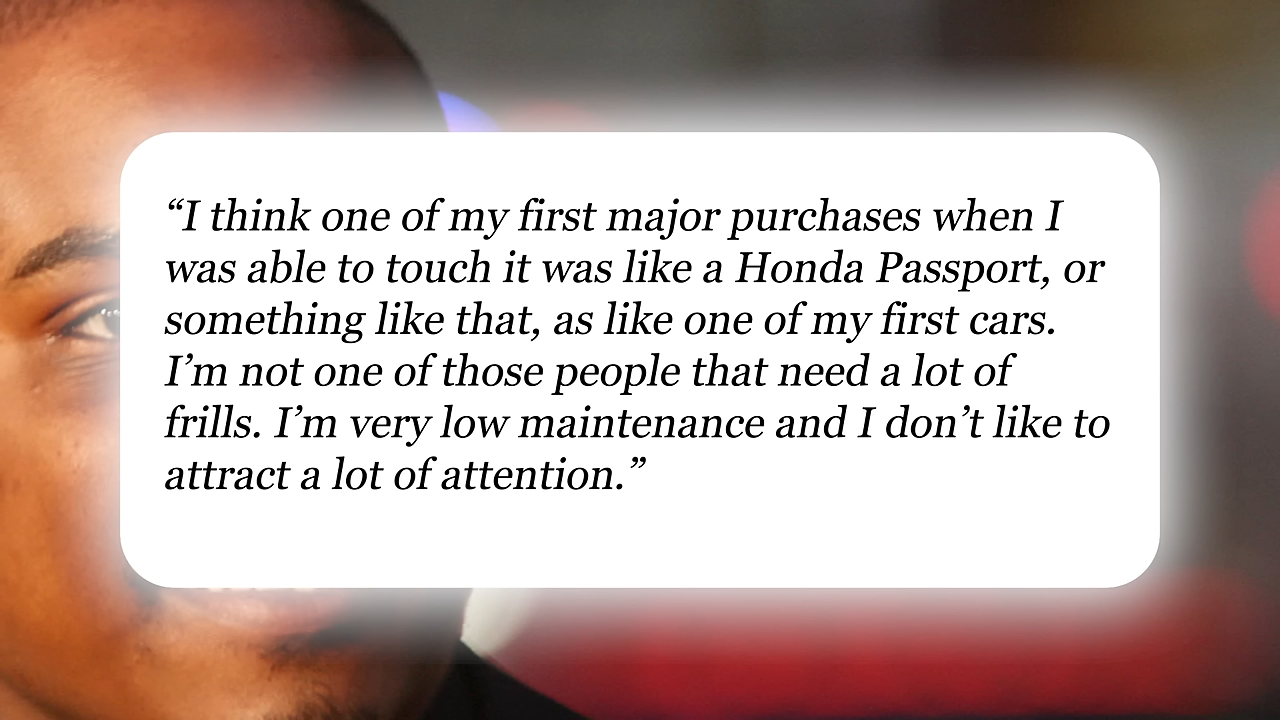 “I think one of my first major purchases when I
was able to touch it was like a Honda Passport, or
something like that, as like one of my first cars.
I’m not one of those people that need a lot of
frills. I’m very low maintenance and I don’t like to
attract a lot of attention.”